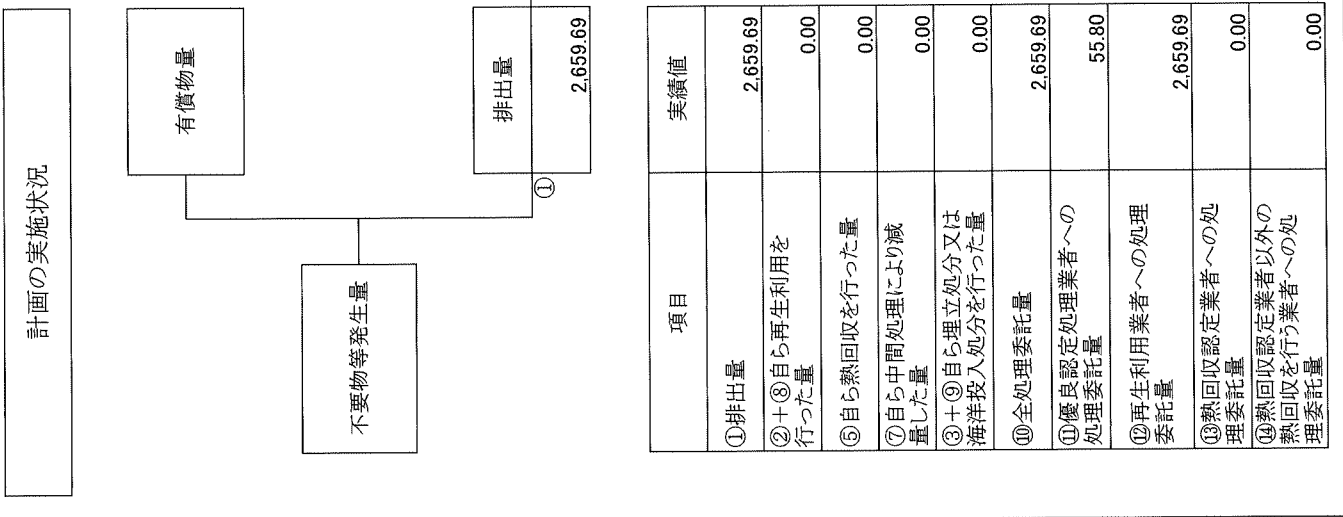 計画の実施状況
有償物量
不要物等発生量
排出量
①
2,659.69
項目
実績値
①排出量
2,659.69
②+⑧自ら再生利用を
行った量
0.00
⑤自ら熱回収を行った量
0.00
⑦自ら中間処理により減
量した量
0.00
③+⑨自ら埋立処分又は
海洋投入処分を行った量
0.00
⑩全処理委託量
2,659.69
⑪優良認定処理業者への
処理委託量
55.80
⑫再生利用業者への処理
委託量
2,659.69
⑬熱回収認定業者への処
理委託量
0.00
⑭熱回収認定業者以外の
熱回収を行う業者への処
理委託量
0.00